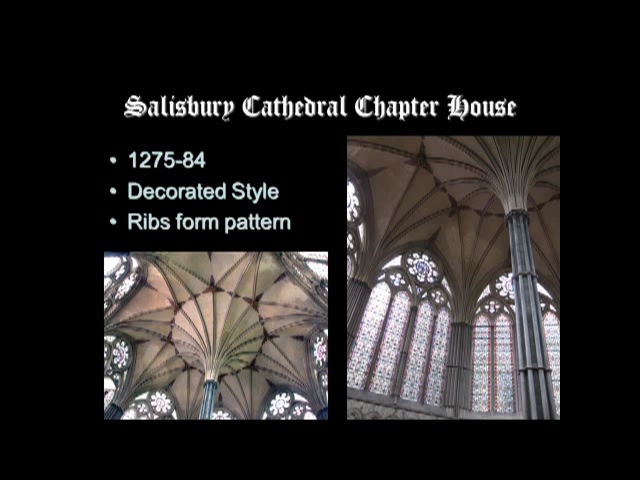 Salisbury Cathedral Chapter House
• 1275-84
• Decorated Style
• Ribs form pattern